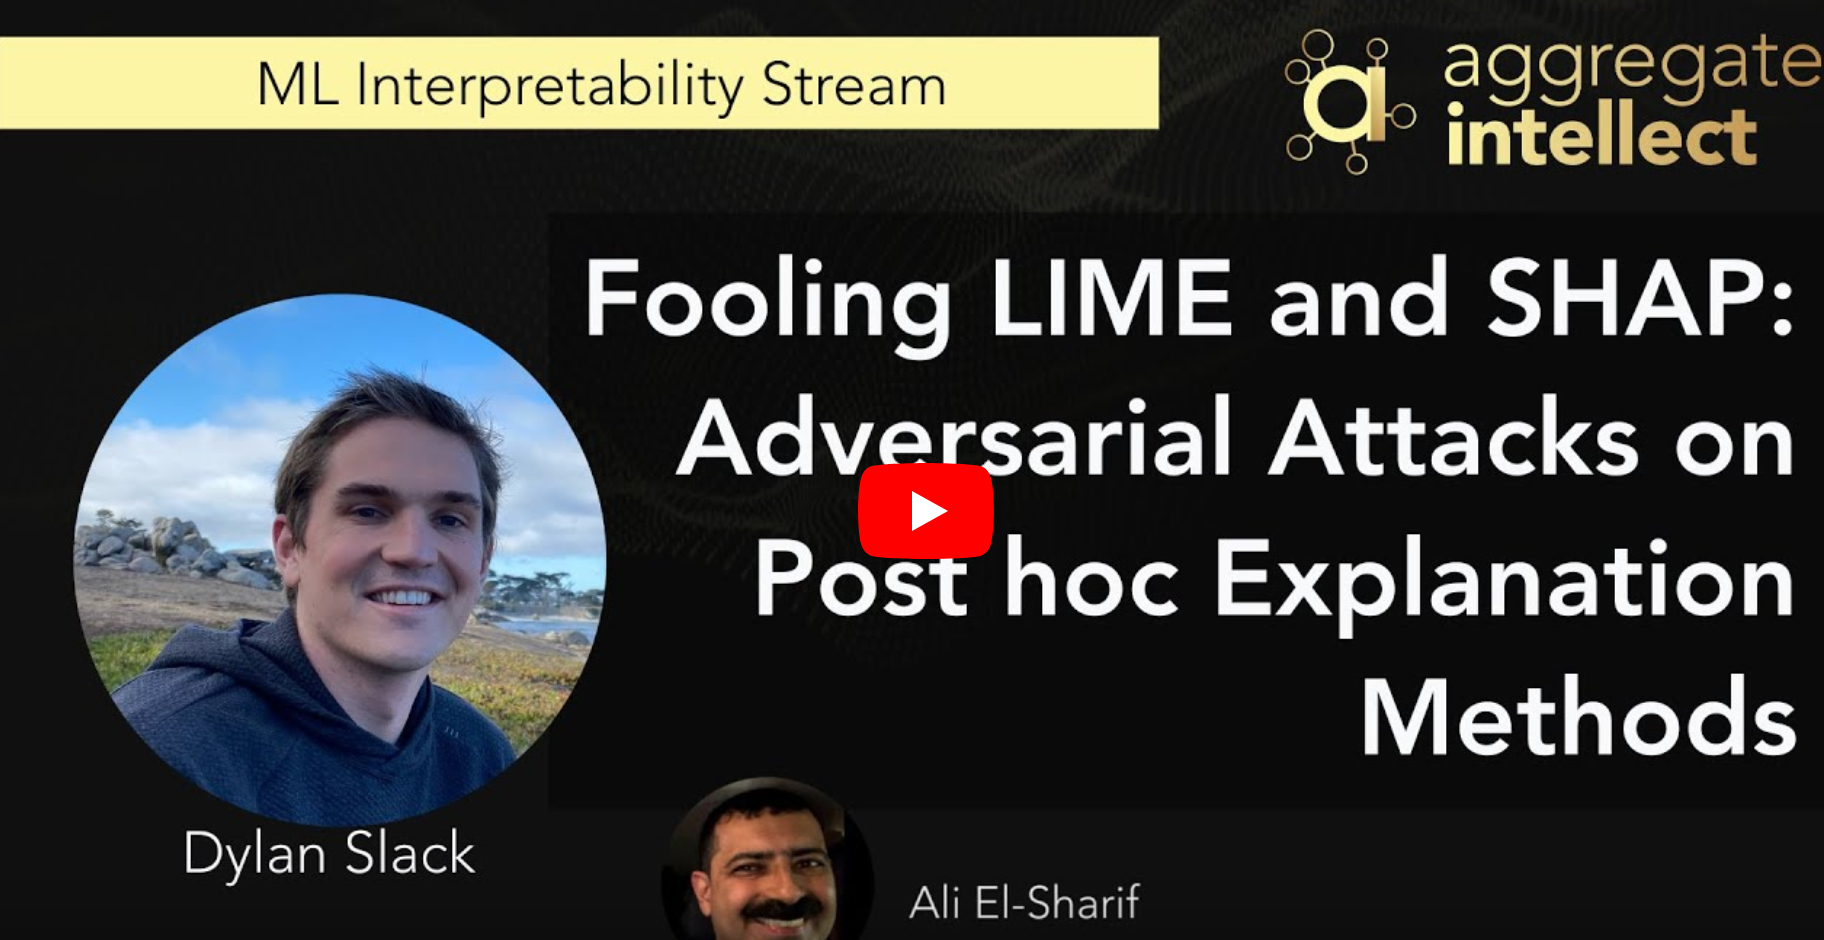 ML Interpretability Stream
aggregate
intellect
Fooling LIME and SHAP:
Adversarial Attacks on
Post hoc Explanation
Methods
Dylan Slack
Ali El-Sharif